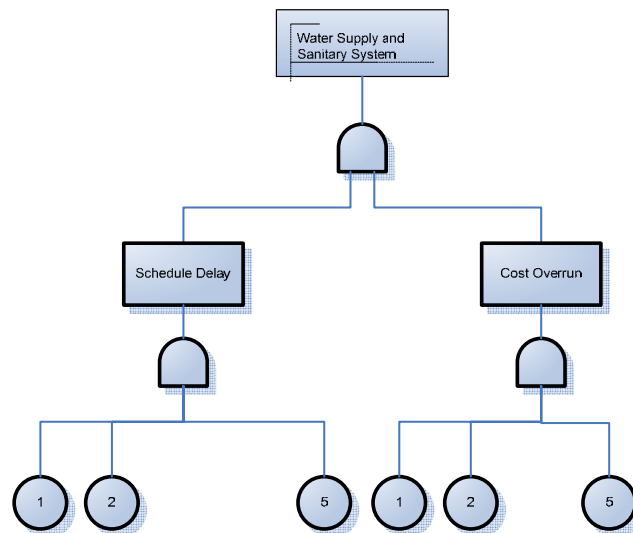 Water Supply and
Sanitary System
Schedule Delay
Cost Overrun
1
2
5
1
2
5